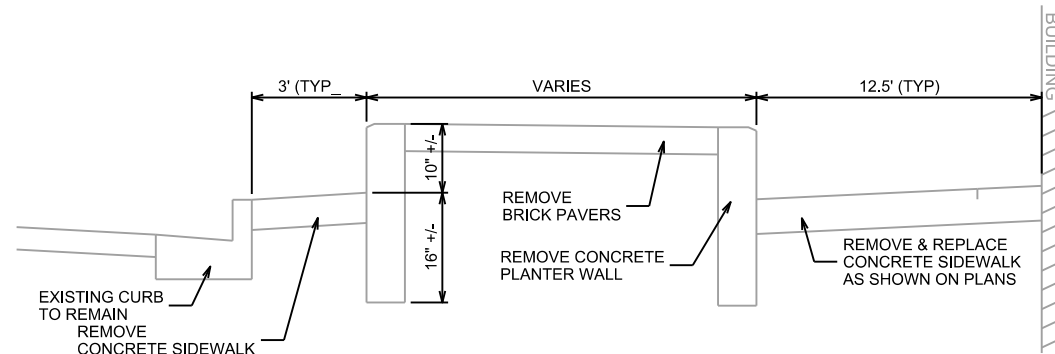 BUILDING
3' (TYP_
VARIES
12.5' (TYP)
10" +/-
16" +/-
REMOVE
BRICK PAVERS
REMOVE CONCRETE
PLANTER WALL
REMOVE & REPLACE
CONCRETE SIDEWALK
AS SHOWN ON PLANS
EXISTING CURB
TO REMAIN
REMOVE
CONCRETE SIDEWALK